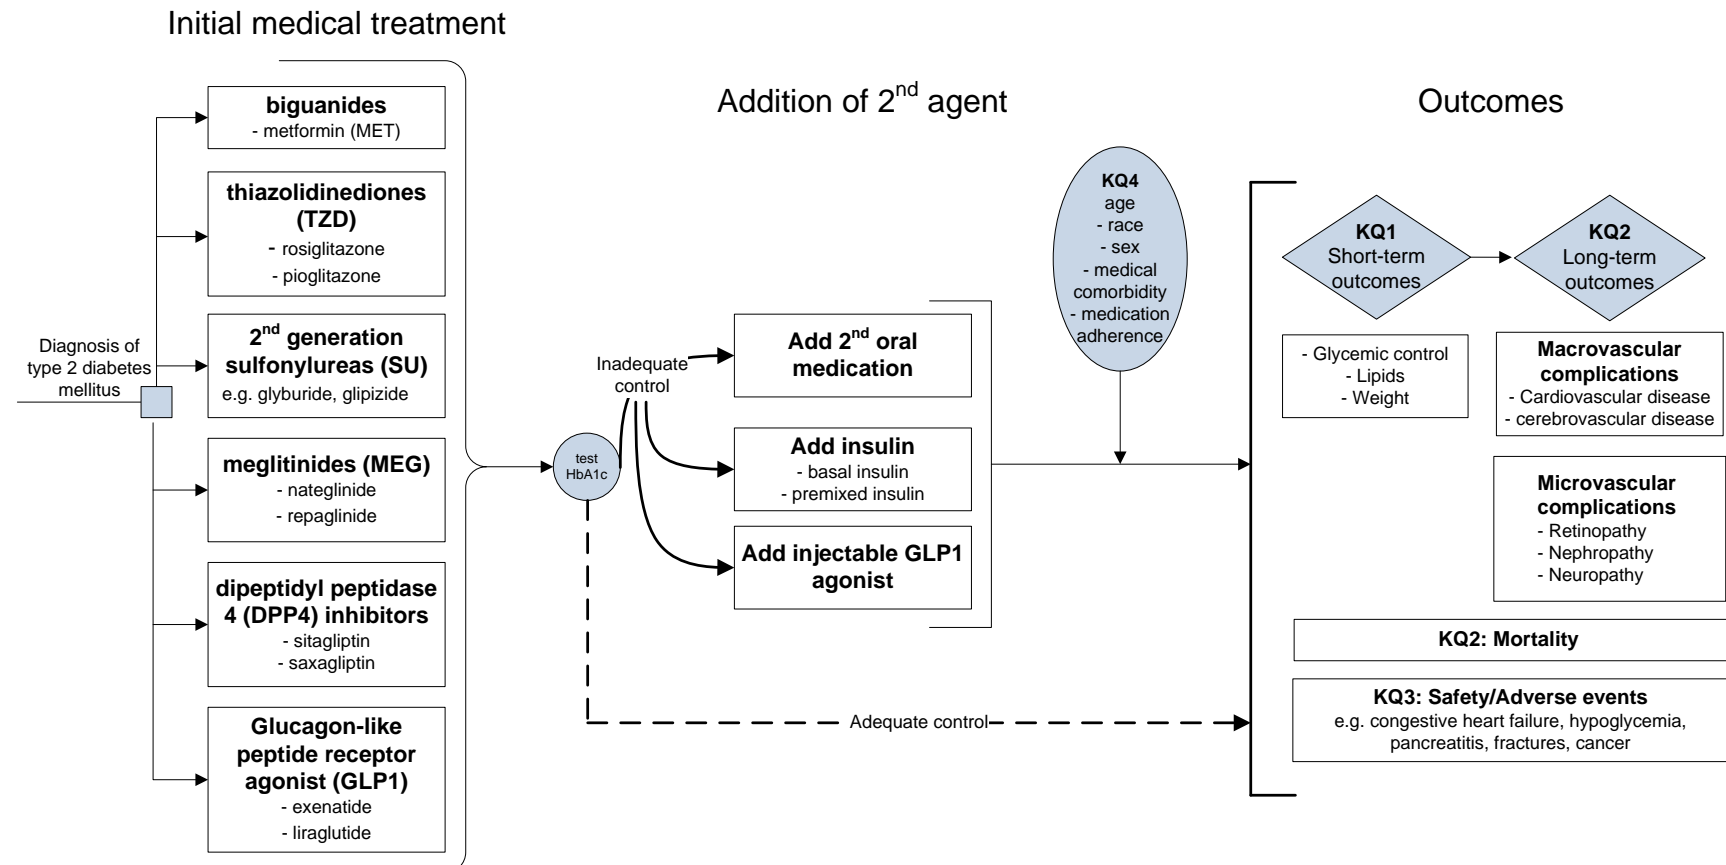 Initial medical treatment
biguanides
- metformin (MET)
thiazolidinediones
(TZD)
- rosiglitazone
- pioglitazone
2nd generation
sulfonylureas (SU)
e.g. glyburide, glipizide
Diagnosis of
type 2 diabetes
mellitus
meglitinides (MEG)
- nateglinide
- repaglinide
dipeptidyl peptidase
4 (DPP4) inhibitors
- sitagliptin
- saxagliptin
Glucagon-like
peptide receptor
agonist (GLP1)
- exenatide
- liraglutide
test
HbA1c
Inadequate
control
Adequate control
Addition of 2nd agent
Add 2nd oral
medication
Add insulin
- basal insulin
- premixed insulin
Add injectable GLP1
agonist
KQ4
age
- race
- sex
- medical
comorbidity
- medication
adherence
Outcomes
KQ1
Short-term
outcomes
KQ2
Long-term
outcomes
- Glycemic control
- Lipids
- Weight
Macrovascular
complications
- Cardiovascular disease
- cerebrovascular disease
Microvascular
complications
- Retinopathy
- Nephropathy
- Neuropathy
KQ2: Mortality
KQ3: Safety/Adverse events
e.g. congestive heart failure, hypoglycemia,
pancreatitis, fractures, cancer